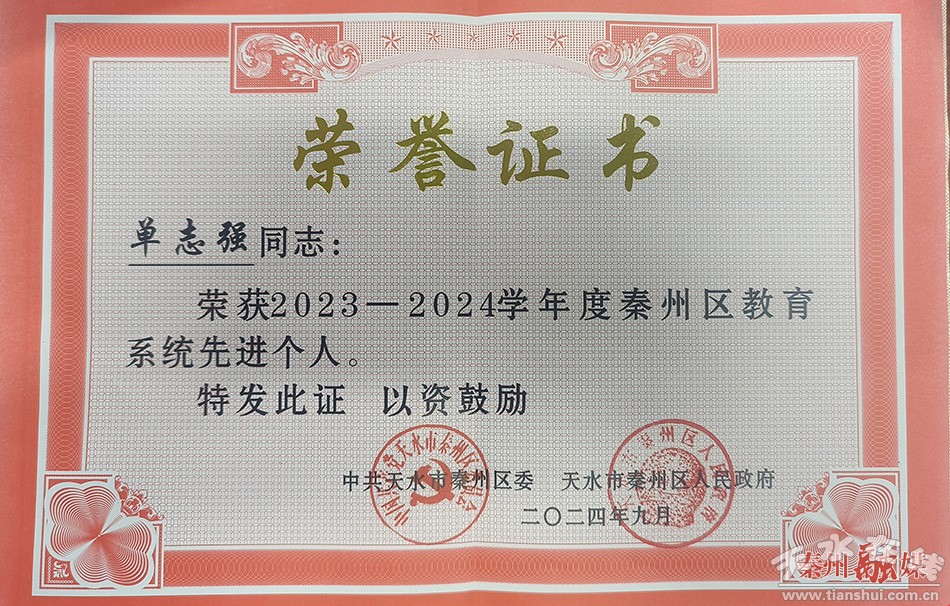 荣誉证书
单志强同志：
荣获2023—2024学年度秦州区教育
系统先进个人。
特发此证 以资鼓励
中共天水市秦州区委 天水市秦州区人民政府
二〇二四年九月
秦州融媒
www.tianshui.com.cn